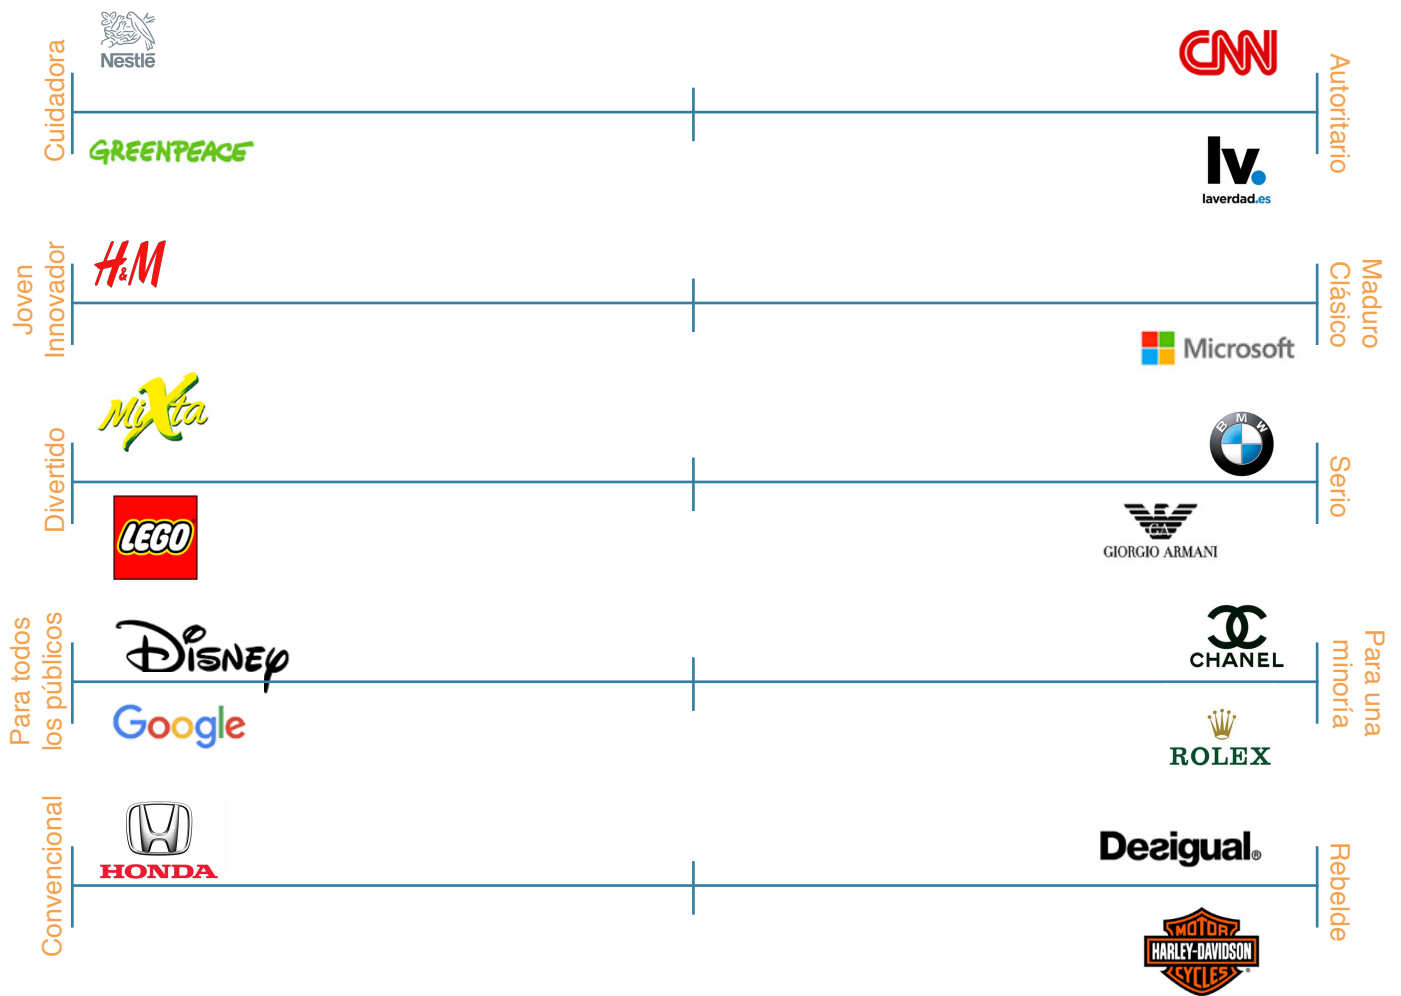 Cuidadora
Nestlé
GREENPEACE
CNN
lv.
laverdad.es
Autoritario
Joven
Innovador
H&M
Microsoft
Maduro
Clásico
Divertido
MiXta
LEGO
BMW
GA
GIORGIO ARMANI
Serio
Para todos
los públicos
Disney
Google
CHANEL
ROLEX
Para una
minoría
Convencional
HONDA
Desigual®
MOTOR
HARLEY-DAVIDSON
CYCLES
Rebelde